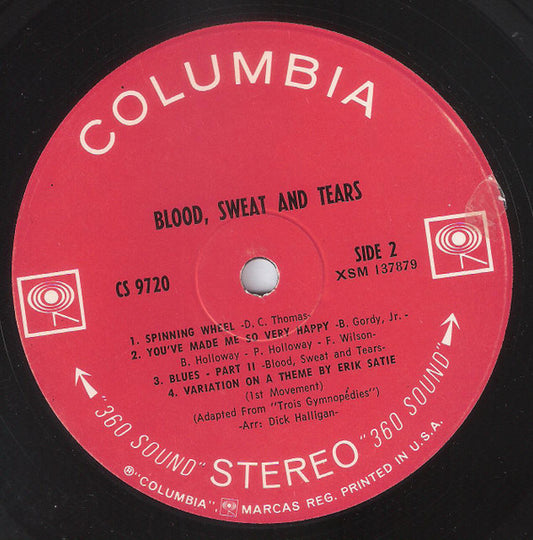 COLUMBIA
BLOOD, SWEAT AND TEARS
CS 9720
SIDE 2
XSM 137879
1. SPINNING WHEEL -D. C. Thomas-
2. YOU'VE MADE ME SO VERY HAPPY -B. Gordy, Jr. -
B. Holloway - P. Holloway - F. Wilson-
3. BLUES - PART II -Blood, Sweat and Tears-
4. VARIATION ON A THEME BY ERIK SATIE
(1st Movement)
(Adapted From "Trois Gymnopédies")
-Arr: Dick Halligan-
"360 SOUND" STEREO "360 SOUND"
®"COLUMBIA", MARCAS REG. PRINTED IN U.S.A.